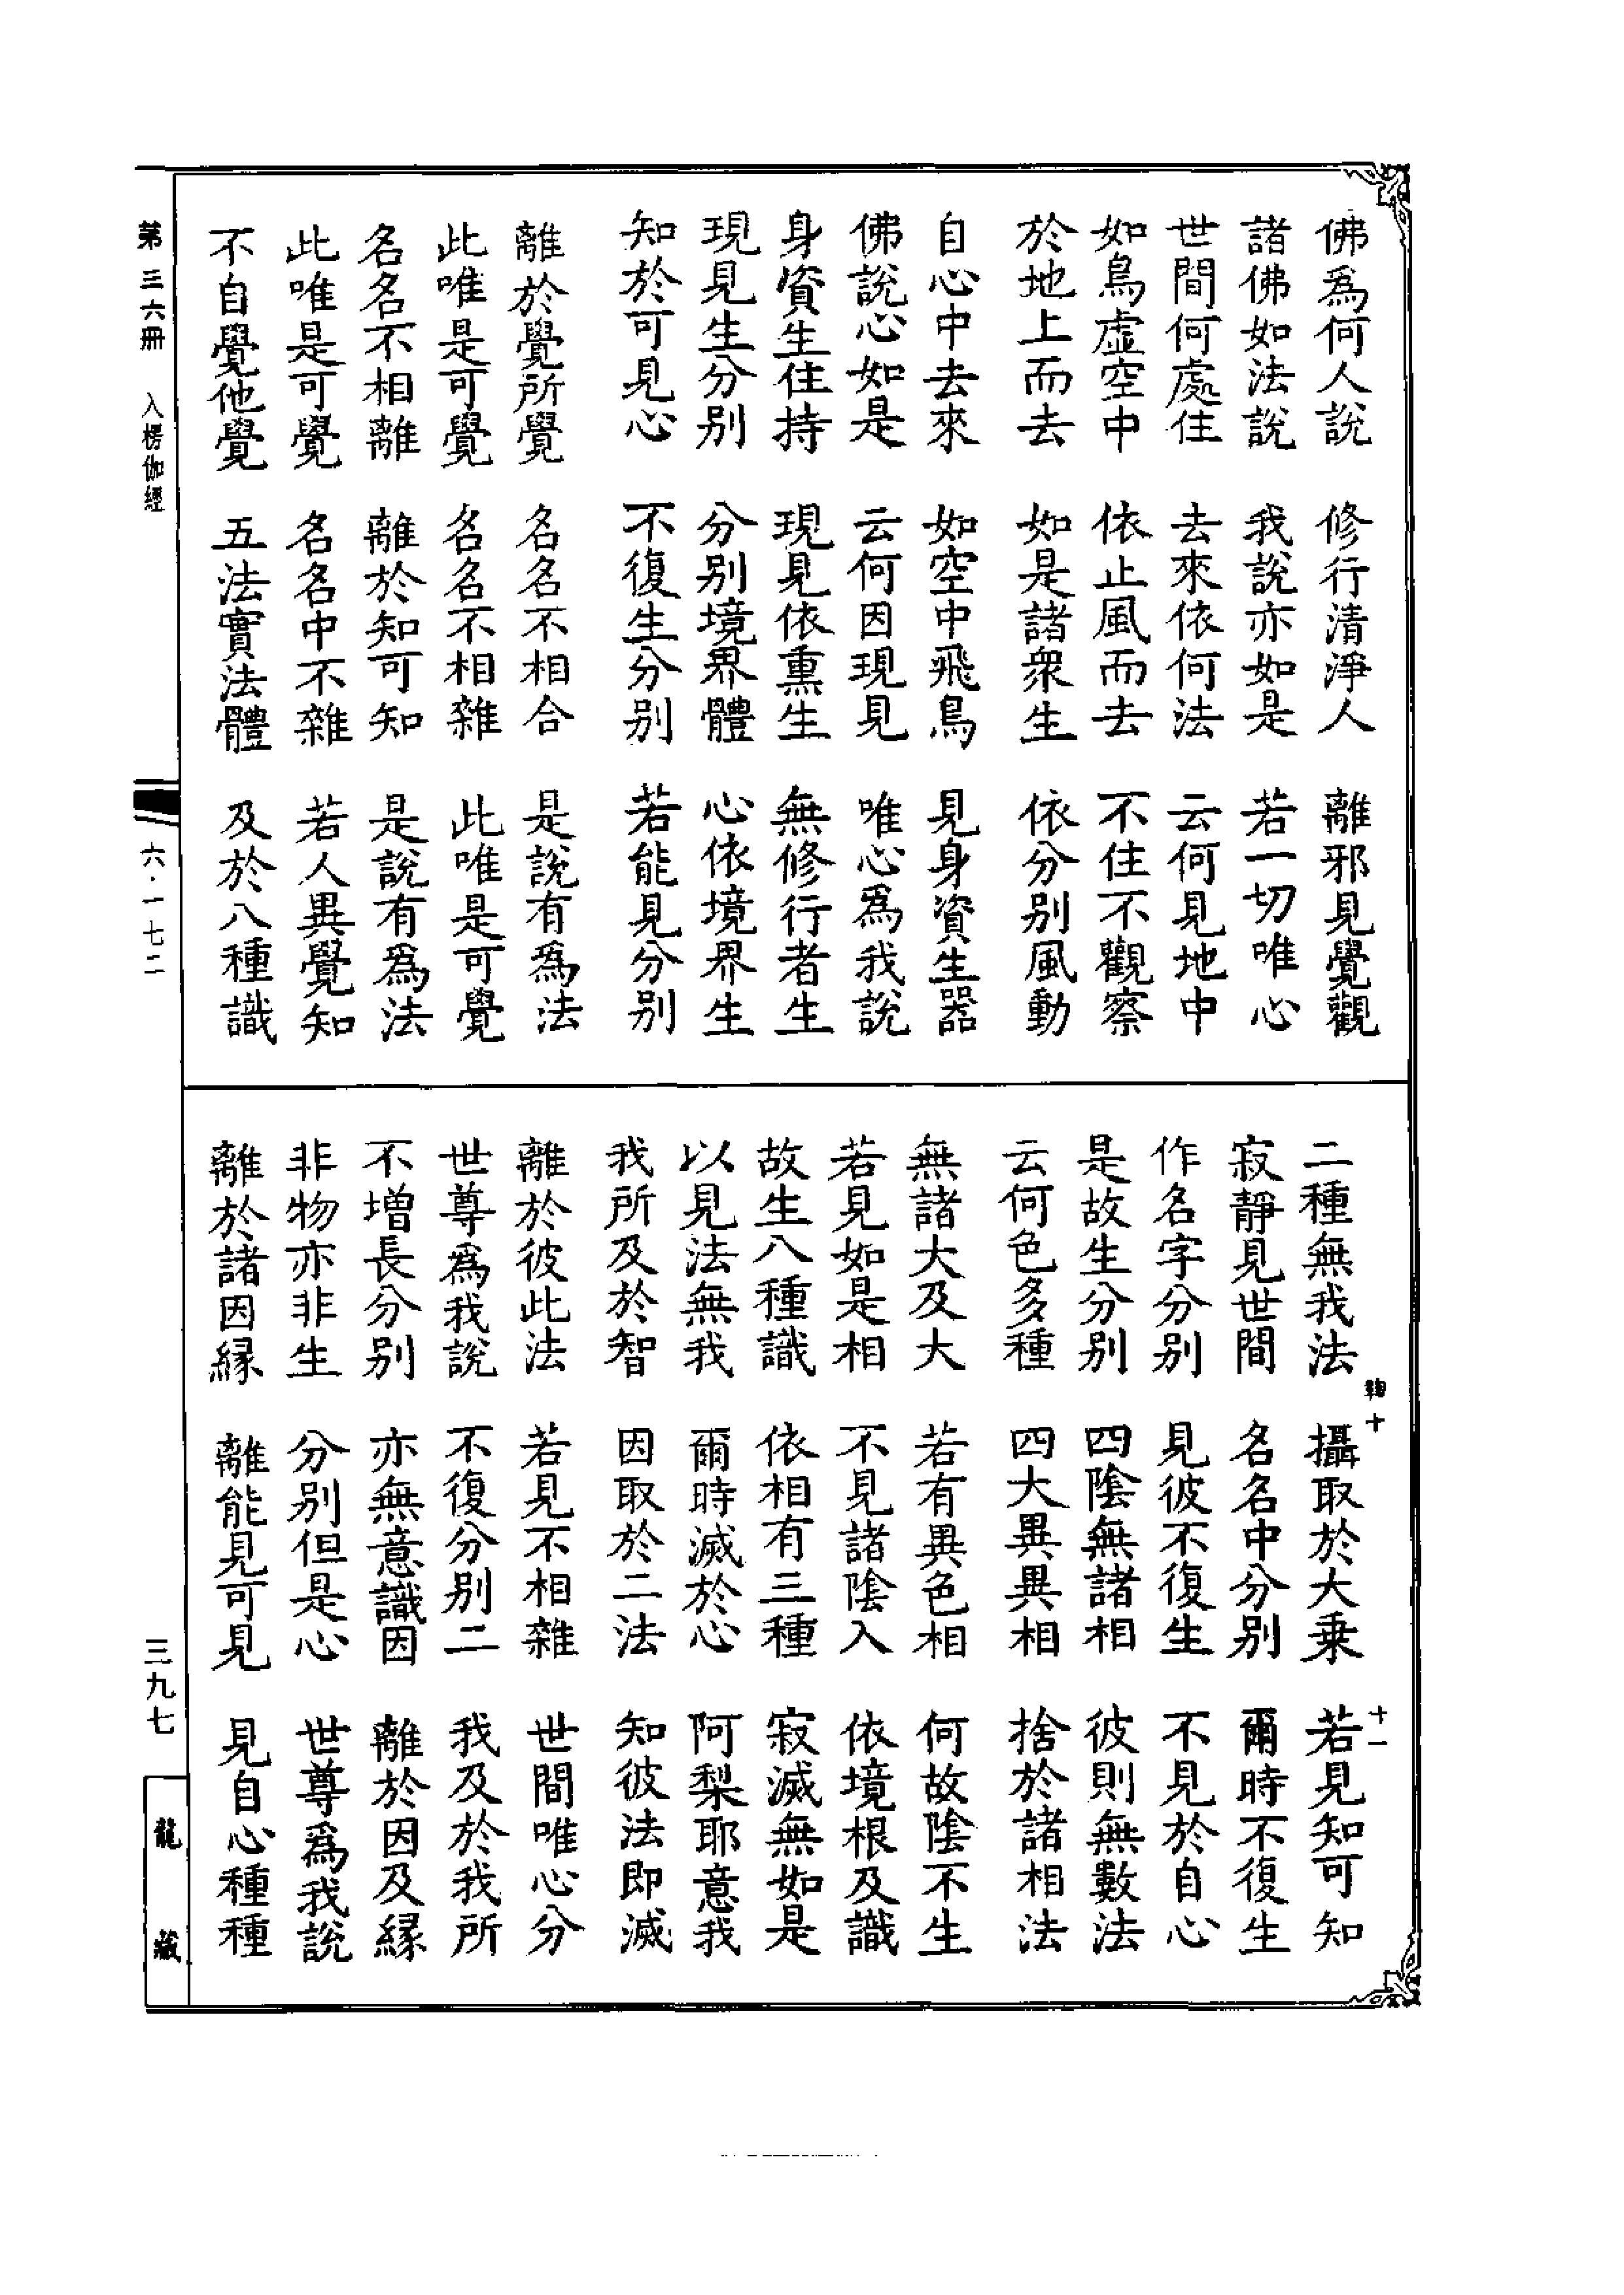 佛爲何人說　修行清淨人　離邪見覺觀
諸佛如法說　我說亦如是　若一切唯心
世間何處住　去來依何法　云何見地中
如鳥虛空中　依止風而去　不住不觀察
於地上而去　如是諸衆生　依分别風動
自心中去來　如空中飛鳥　見身資生器
佛說心如是　云何因現見　唯心爲我說
身資生住持　現見依熏生　無修行者生
現見生分别　分别境界體　心依境界生
知於可見心　不復生分别　若能見分别
離於覺所覺　名名不相合　是說有爲法
此唯是可覺　名名不相雜　此唯是可覺
名名不相離　離於知可知　是說有爲法
此唯是可覺　名名中不雜　若人異覺知
不自覺他覺　五法實法體　及於八種識
二種無我法　攝取於大乗　若見知可知
寂靜見世間　名名中分别　爾時不復生
作名字分别　見彼不復生　不見於自心
是故生分别　四陰無諸相　彼則無數法
云何色多種　四大異異相　捨於諸相法
無諸大及大　若有異色相　何故陰不生
若見如是相　不見諸陰入　依境根及識
故生八種識　依相有三種　寂滅無如是
以見法無我　爾時滅於心　阿梨耶意我
我所及於智　因取於二法　知彼法即滅
離於彼此法　若見不相雜　世間唯心分
世尊爲我說　不復分别二　我及於我所
不増長分别　亦無意識因　離於因及縁
非物亦非生　分别但是心　世尊爲我說
離於諸因縁　離能見可見　見自心種種
鞠十
十一
第三六冊　入楞伽經
六·一七二
三九七
龍藏